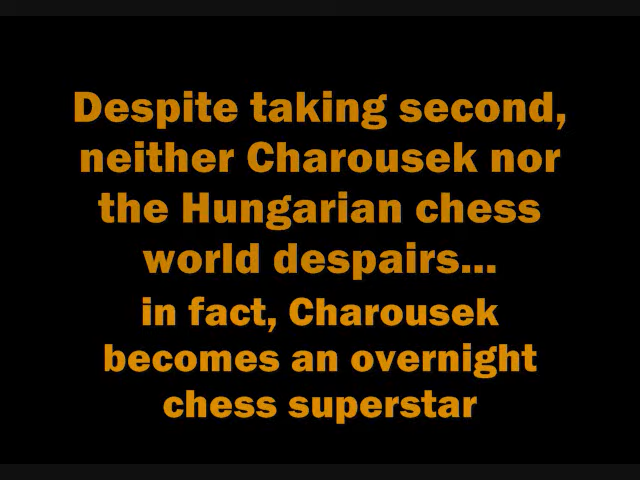 Despite taking second,
neither Charousek nor
the Hungarian chess
world despairs...
in fact, Charousek
becomes an overnight
chess superstar